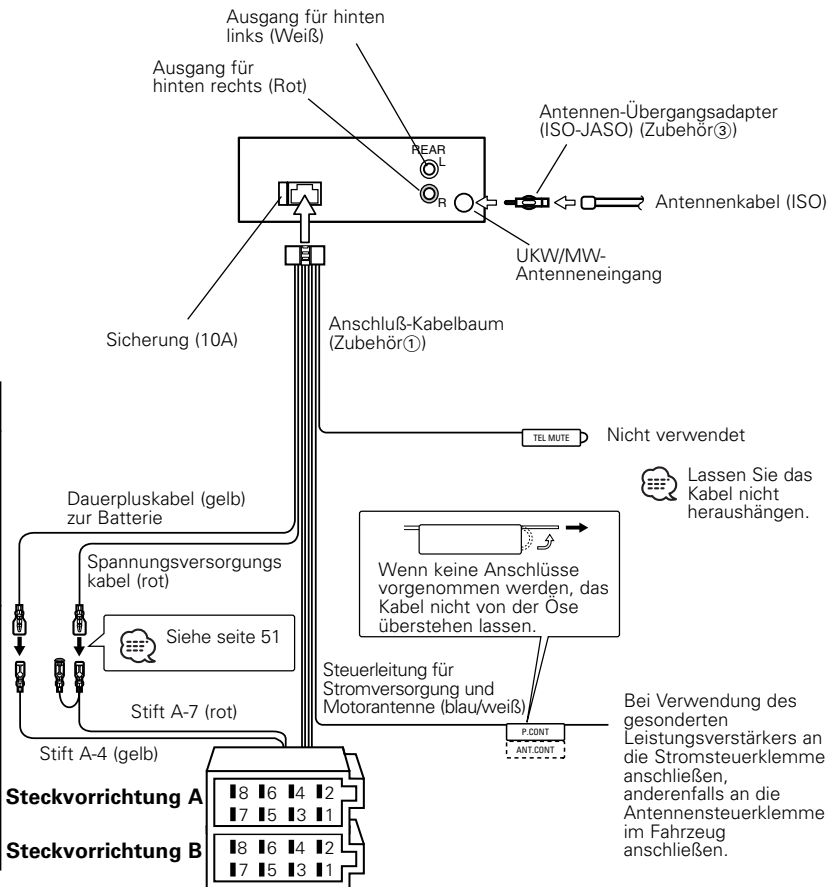 Ausgang für hinten
links (Weiß)
Ausgang für
hinten rechts (Rot)
Antennen-Übergangsadapter
(ISO-JASO) (Zubehör③)
REAR
L
R
Antennenkabel (ISO)
UKW/MW-
Antenneneingang
Sicherung (10A)
Anschluß-Kabelbaum
(Zubehör①)
TEL MUTE
Nicht verwendet
Lassen Sie das
Kabel nicht
heraushängen.
Dauerpluskabel (gelb)
zur Batterie
Spannungsversorgungs
kabel (rot)
Wenn keine Anschlüsse
vorgenommen werden, das
Kabel nicht von der Öse
überstehen lassen.
Siehe seite 51
Steuerleitung für
Stromversorgung und
Motorantenne (blau/weiß)
P.CONT
ANT.CONT
Bei Verwendung des
gesonderten
Leistungsverstärkers an
die Stromsteuerklemme
anschließen,
anderenfalls an die
Antennensteuerklemme
im Fahrzeug
anschließen.
Stift A-7 (rot)
Stift A-4 (gelb)
Steckvorrichtung A
8 6 4 2
7 5 3 1
Steckvorrichtung B
8 6 4 2
7 5 3 1